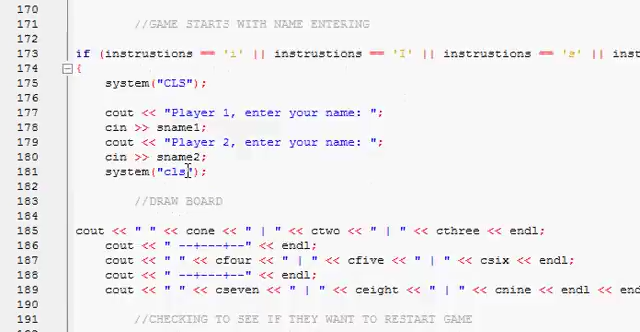 170
171 //GAME STARTS WITH NAME ENTERING
172
173 if (instrustions == 'i' || instrustions == 'I' || instrustions == 's' || inst
174 {
175 system("CLS");
176
177 cout << "Player 1, enter your name: ";
178 cin >> sname1;
179 cout << "Player 2, enter your name: ";
180 cin >> sname2;
181 system("cls");
182
183 //DRAW BOARD
184
185 cout << " " << cone << " | " << ctwo << " | " << cthree << endl;
186 cout << " --+---+--" << endl;
187 cout << " " << cfour << " | " << cfive << " | " << csix << endl;
188 cout << " --+---+--" << endl;
189 cout << " " << cseven << " | " << ceight << " | " << cnine << endl << end
190
191 //CHECKING TO SEE IF THEY WANT TO RESTART GAME